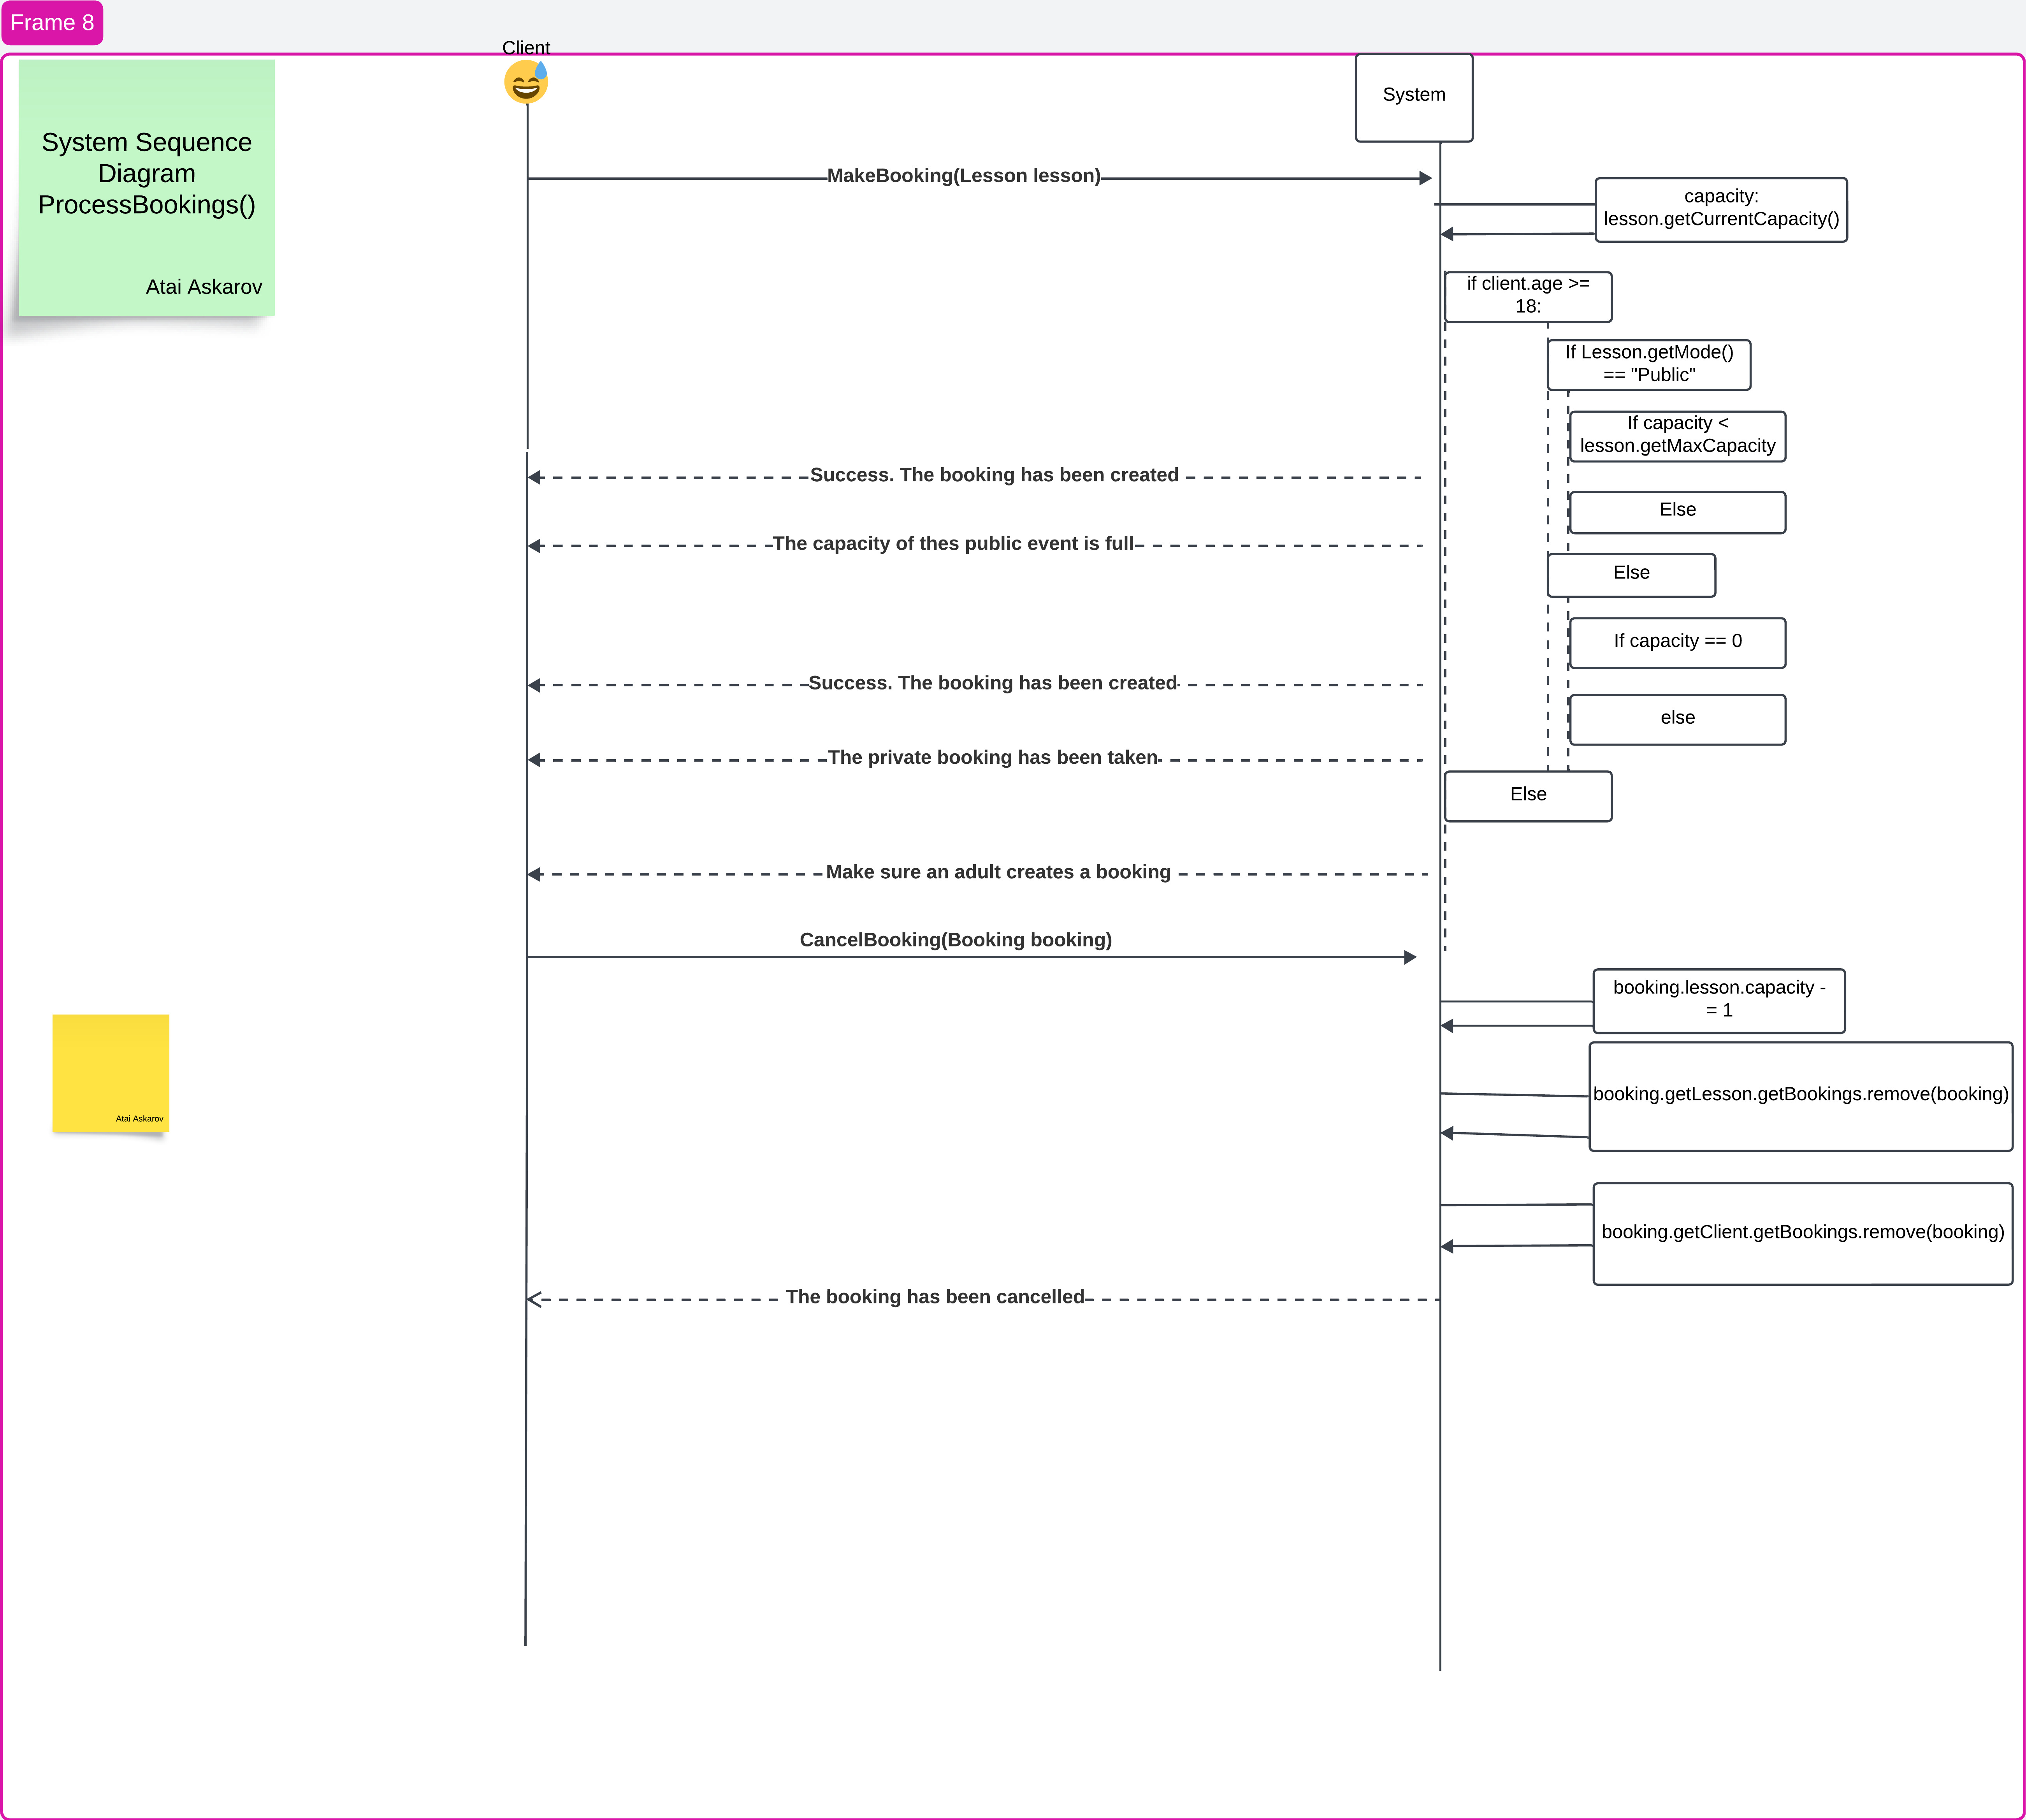 Frame 8
Client
System Sequence
Diagram
ProcessBookings()
Atai Askarov
System
MakeBooking(Lesson lesson)
capacity:
lesson.getCurrentCapacity()
if client.age >=
18:
If Lesson.getMode()
== "Public"
If capacity <
lesson.getMaxCapacity
Success. The booking has been created
Else
The capacity of thes public event is full
Else
If capacity == 0
Success. The booking has been created
else
The private booking has been taken
Else
Make sure an adult creates a booking
CancelBooking(Booking booking)
booking.lesson.capacity -
= 1
Atai Askarov
booking.getLesson.getBookings.remove(booking)
booking.getClient.getBookings.remove(booking)
The booking has been cancelled